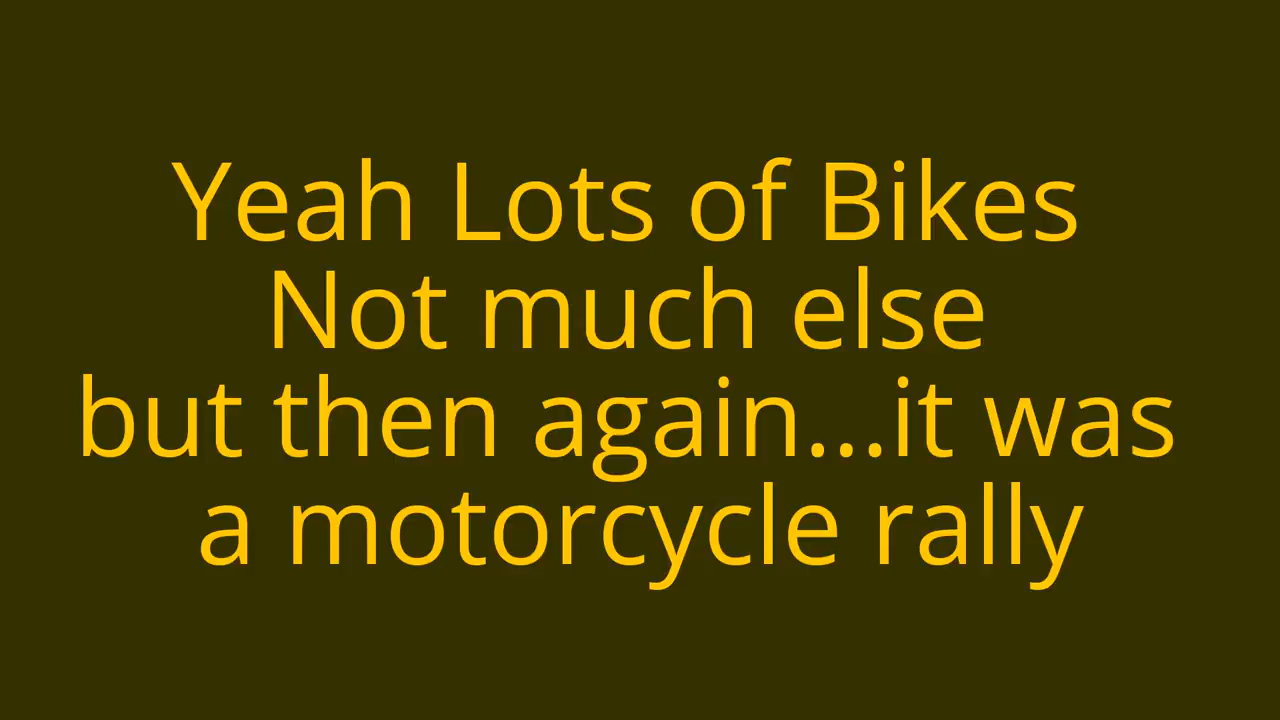 Yeah Lots of Bikes
Not much else
but then again...it was
a motorcycle rally